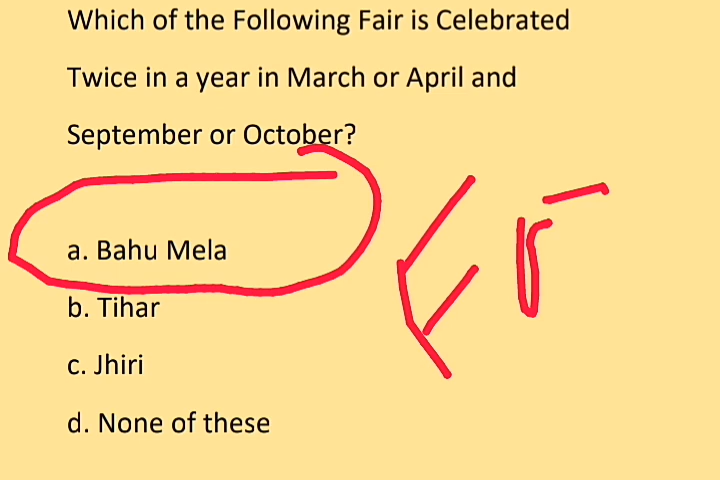 Which of the Following Fair is Celebrated
Twice in a year in March or April and
September or October?
a. Bahu Mela
b. Tihar
c. Jhiri
d. None of these